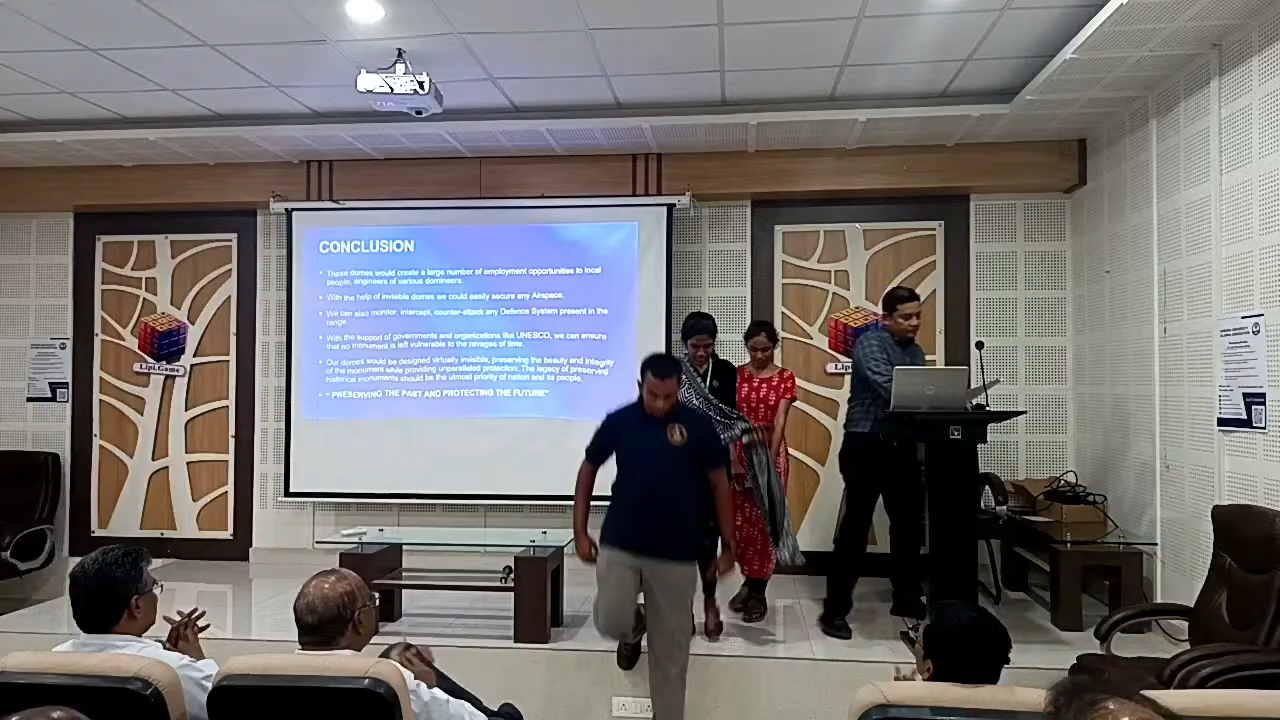 CONCLUSION
• These domes would create a large number of employment opportunities to local
people, engineers of various domineers.
• With the help of invisible domes we could easily secure any Airspace.
• We can also monitor, intercept, counter-attack any Defence System present in the
range.
• With the support of governments and organizations like UNESCO, we can ensure
that no monument is left vulnerable to the ravages of time.
• Our domes would be designed virtually invisible, preserving the beauty and integrity
of the monument while providing unparalleled protection. The legacy of preserving
historical monuments should be the utmost priority of nation and its people.
• " PRESERVING THE PAST AND PROTECTING THE FUTURE"
Lipi.Game
Lipi